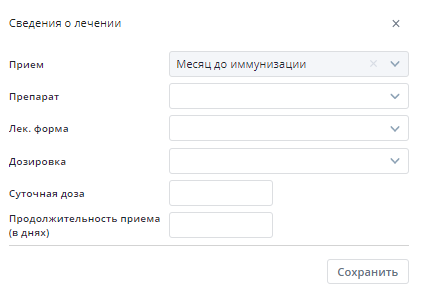 Сведения о лечении
Прием
Месяц до иммунизации
Препарат
Лек. форма
Дозировка
Суточная доза
Продолжительность приема
(в днях)
Сохранить